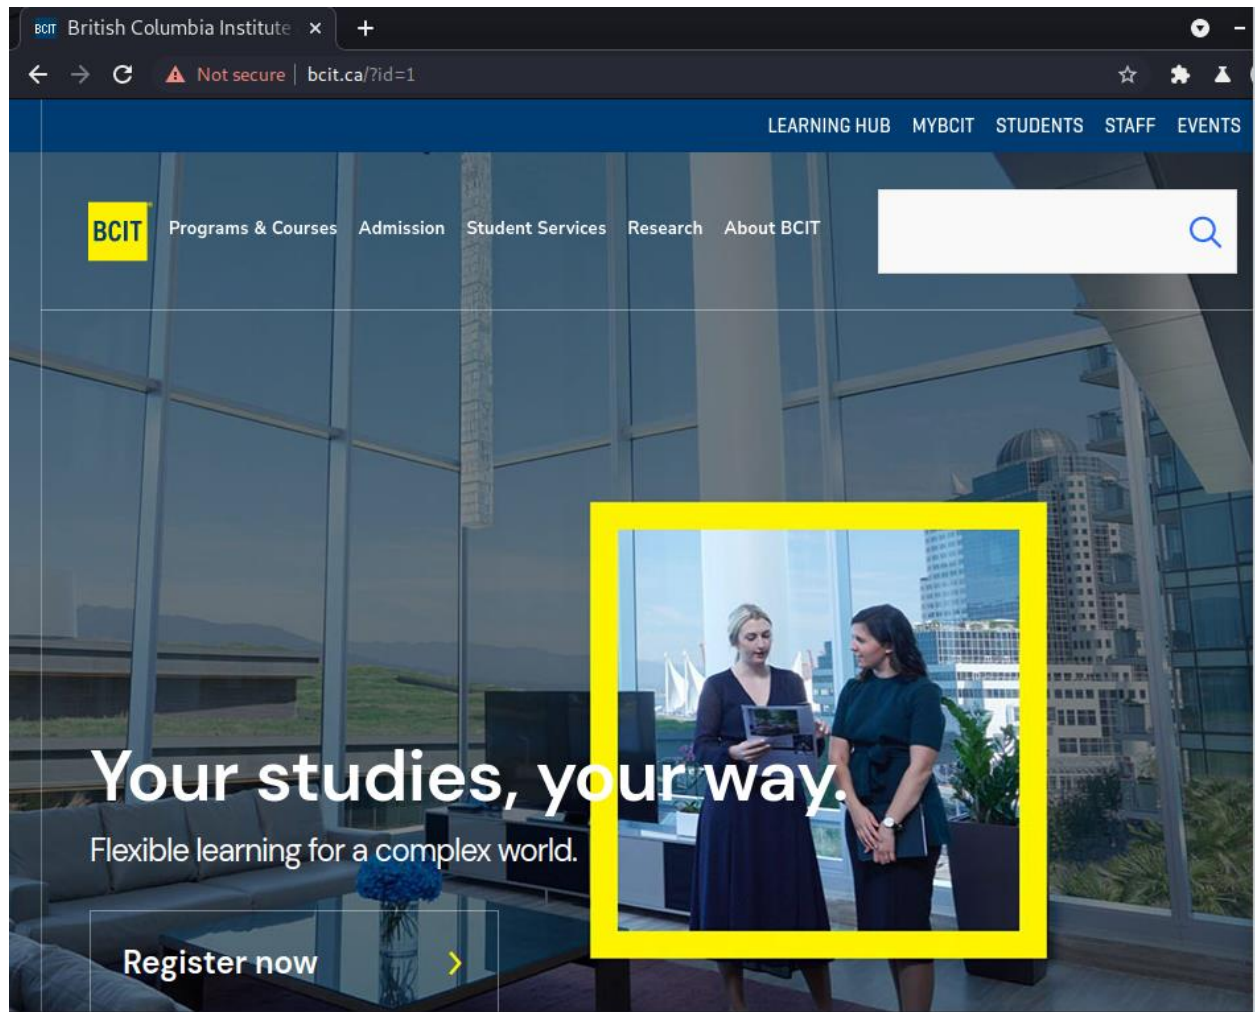 BCIT British Columbia Institute
Not secure | bcit.ca/?id=1
LEARNING HUB MYBCIT STUDENTS STAFF EVENTS
BCIT Programs & Courses Admission Student Services Research About BCIT
Your studies, your way.
Flexible learning for a complex world.
Register now